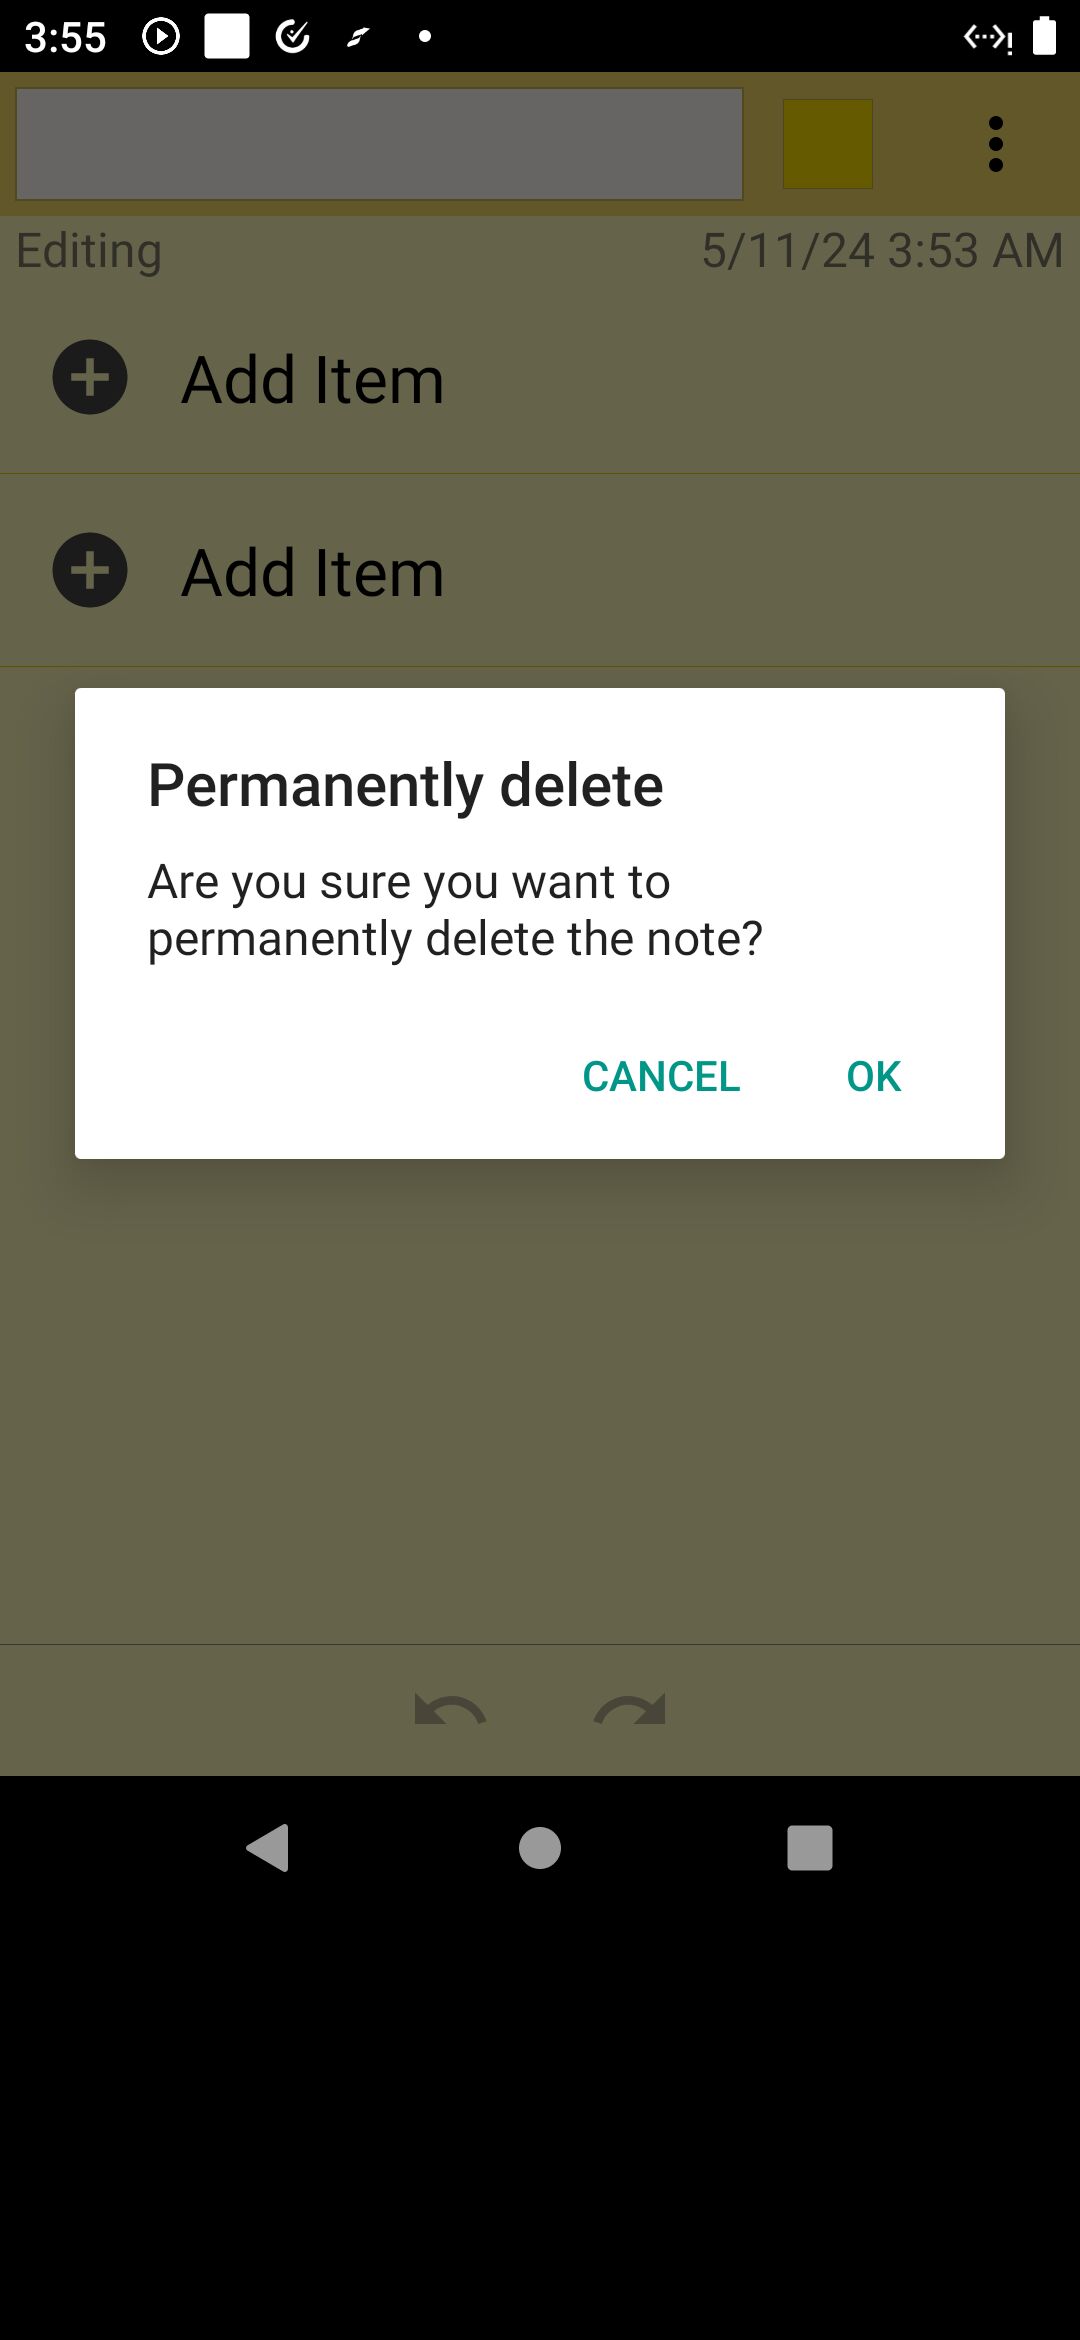 3:55
Editing 5/11/24 3:53 AM
Add Item
Add Item
Permanently delete
Are you sure you want to
permanently delete the note?
CANCEL OK